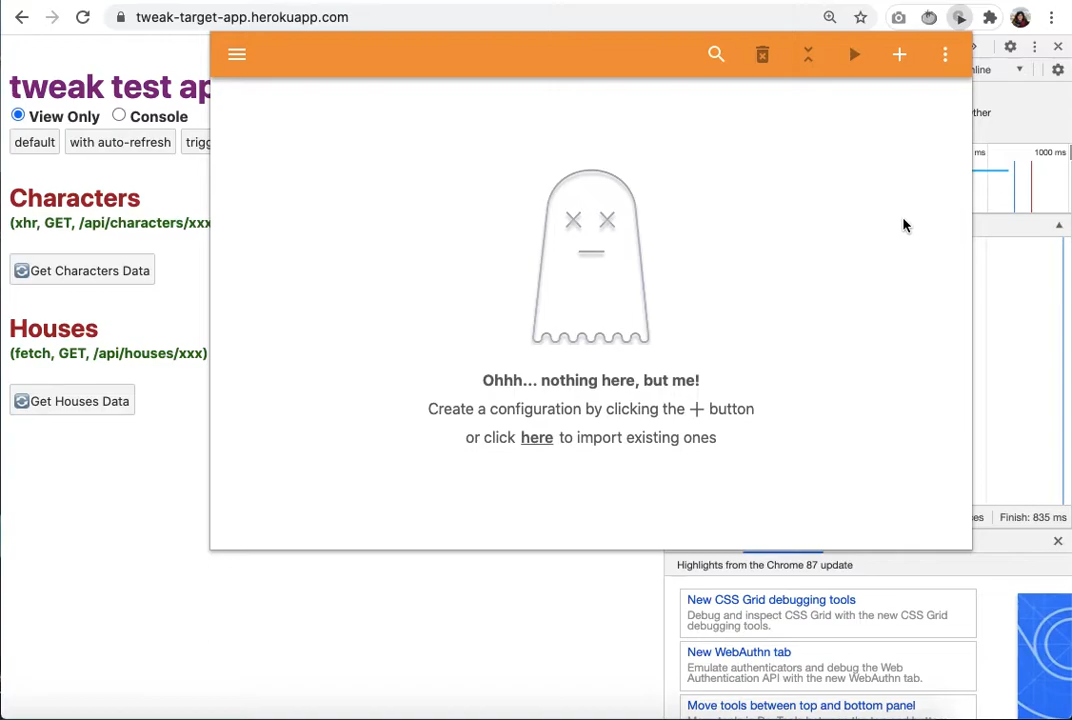 tweak-target-app.herokuapp.com
tweak test ap
View Only Console
default with auto-refresh trigg
Characters
(xhr, GET, /api/characters/xxx
Get Characters Data
Houses
(fetch, GET, /api/houses/xxx)
Get Houses Data
Ohhh... nothing here, but me!
Create a configuration by clicking the + button
or click here to import existing ones
line
ther
ms 1000 ms
ces Finish: 835 ms
Highlights from the Chrome 87 update
New CSS Grid debugging tools
Debug and inspect CSS Grid with the new CSS Grid
debugging tools.
New WebAuthn tab
Emulate authenticators and debug the Web
Authentication API with the new WebAuthn tab.
Move tools between top and bottom panel